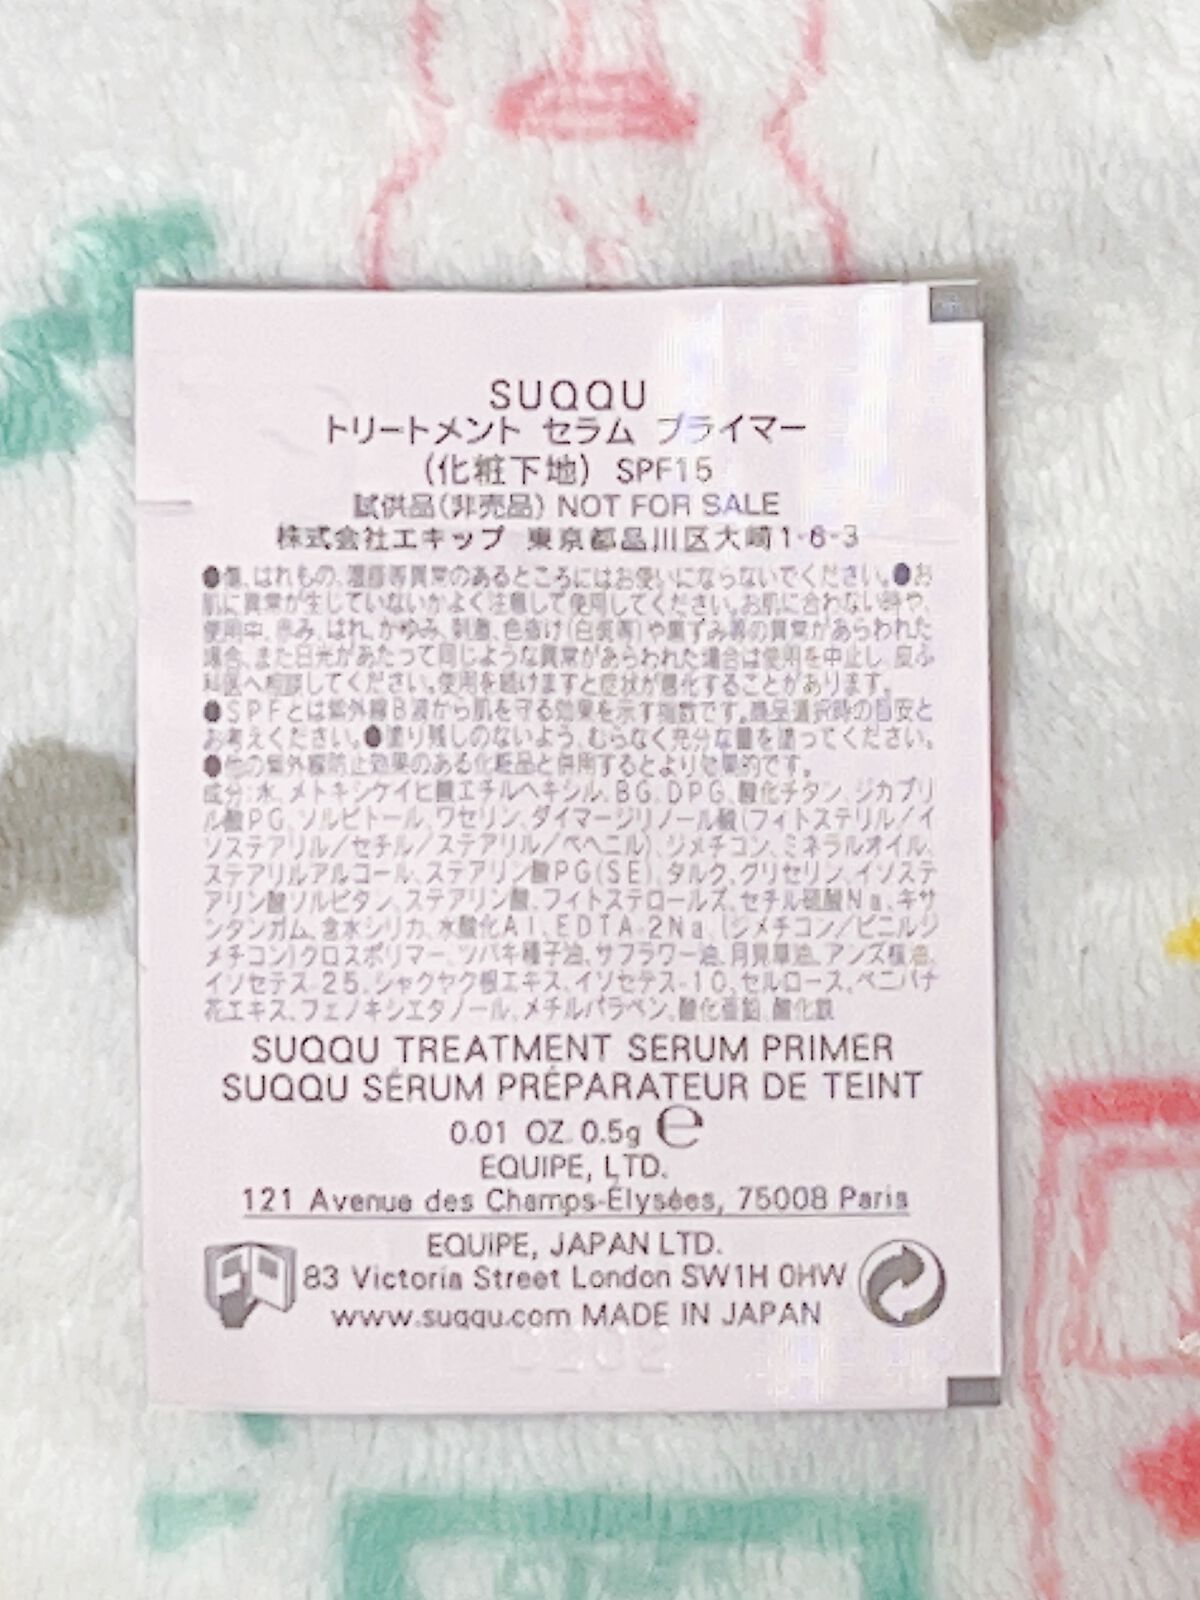 SUQQU
トリートメント セラム プライマー
(化粧下地) SPF15
試供品(非売品) NOT FOR SALE
株式会社エキップ 東京都品川区大崎1-6-3
●傷、はれもの、湿疹等異常のあるところにはお使いにならないでください。●お
肌に異常が生じていないかよく注意して使用してください。お肌に合わない時や、
使用中、赤み、はれ、かゆみ、刺激、色抜け(白斑等)や黒ずみ等の異常があらわれた
場合、また日光があたって同じような異常があらわれた場合は使用を中止し、皮ふ
科医へ相談してください。使用を続けますと症状が悪化することがあります。
●SPFとは紫外線B波から肌を守る効果を示す指数です。商品選択時の目安と
お考えください。●塗り残しのないよう、むらなく充分な量を塗ってください。
●他の紫外線防止効果のある化粧品と併用するとより効果的です。
成分:水、メトキシケイヒ酸エチルヘキシル、BG、DPG、酸化チタン、ジカプリ
ル酸PG、ソルビトール、ワセリン、ダイマージリノール酸(フィトステリル/イ
ソステアリル/セチル/ステアリル/ベヘニル)、ジメチコン、ミネラルオイル、
ステアリルアルコール、ステアリン酸PG(SE)、タルク、グリセリン、イソステ
アリン酸ソルビタン、ステアリン酸、フィトステロールズ、セチル硫酸Na、キサ
ンタンガム、含水シリカ、水酸化Al、EDTA-2Na、(ジメチコン/ビニルジ
メチコン)クロスポリマー、ツバキ種子油、サフラワー油、月見草油、アンズ核油、
イソセテス-25、シャクヤク根エキス、イソセテス-10、セルロース、ベニバナ
花エキス、フェノキシエタノール、メチルパラベン、酸化亜鉛、酸化鉄
SUQQU TREATMENT SERUM PRIMER
SUQQU SÉRUM PRÉPARATEUR DE TEINT
0.01 OZ. 0.5g ℮
EQUIPE, LTD.
121 Avenue des Champs-Élysées, 75008 Paris
EQUIPE, JAPAN LTD.
83 Victoria Street London SW1H 0HW
www.suqqu.com MADE IN JAPAN